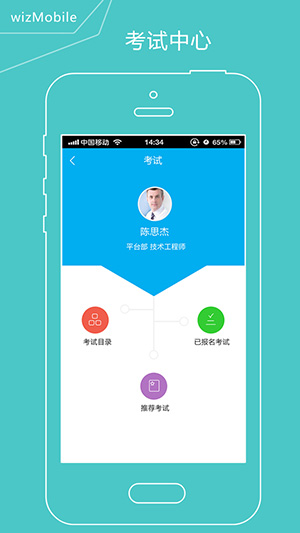 wizMobile
考试中心
中国移动 14:34 65%
考试
陈思杰
平台部 技术工程师
考试目录
已报名考试
推荐考试